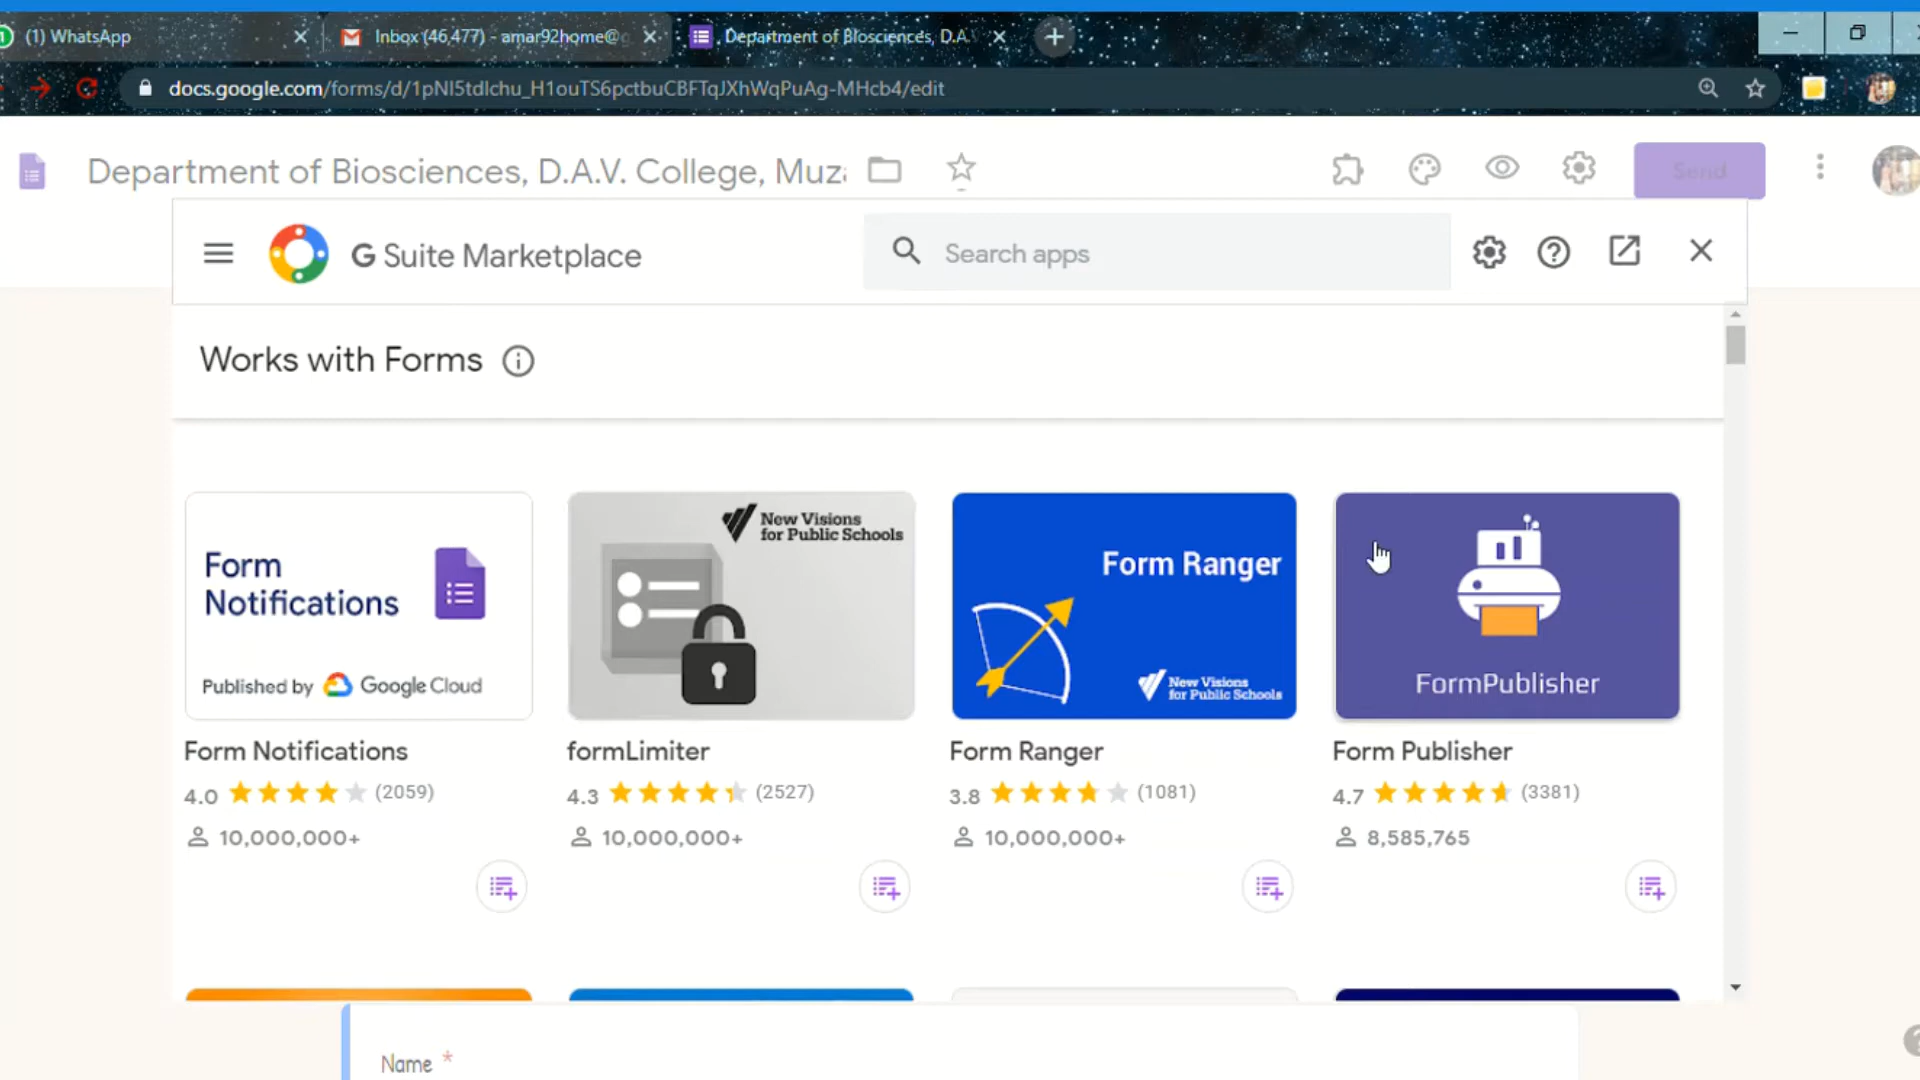 (1) WhatsApp
Inbox (46,477) - amar92home@g
Department of Biosciences, D.A.
docs.google.com/forms/d/1pNI5tdlchu_H1ouTS6pctbuCBFTqJXhWqPuAg-MHcb4/edit
Department of Biosciences, D.A.V. College, Muza
Send
G Suite Marketplace
Search apps
Works with Forms
Form
Notifications
Published by Google Cloud
New Visions
for Public Schools
Form Ranger
New Visions
for Public Schools
FormPublisher
Form Notifications
4.0 (2059)
10,000,000+
formLimiter
4.3 (2527)
10,000,000+
Form Ranger
3.8 (1081)
10,000,000+
Form Publisher
4.7 (3381)
8,585,765
Name *